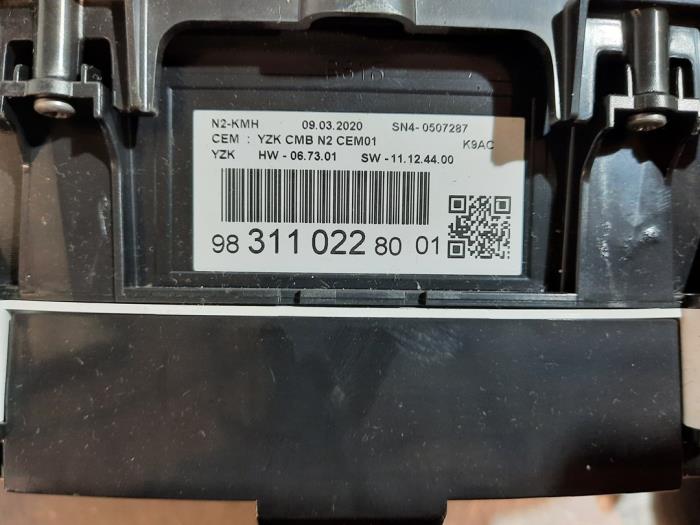 N2-KMH 09.03.2020 SN4- 0507287
CEM : YZK CMB N2 CEM01 K9AC
YZK HW - 06.73.01 SW - 11.12.44.00
98 311 022 80 01